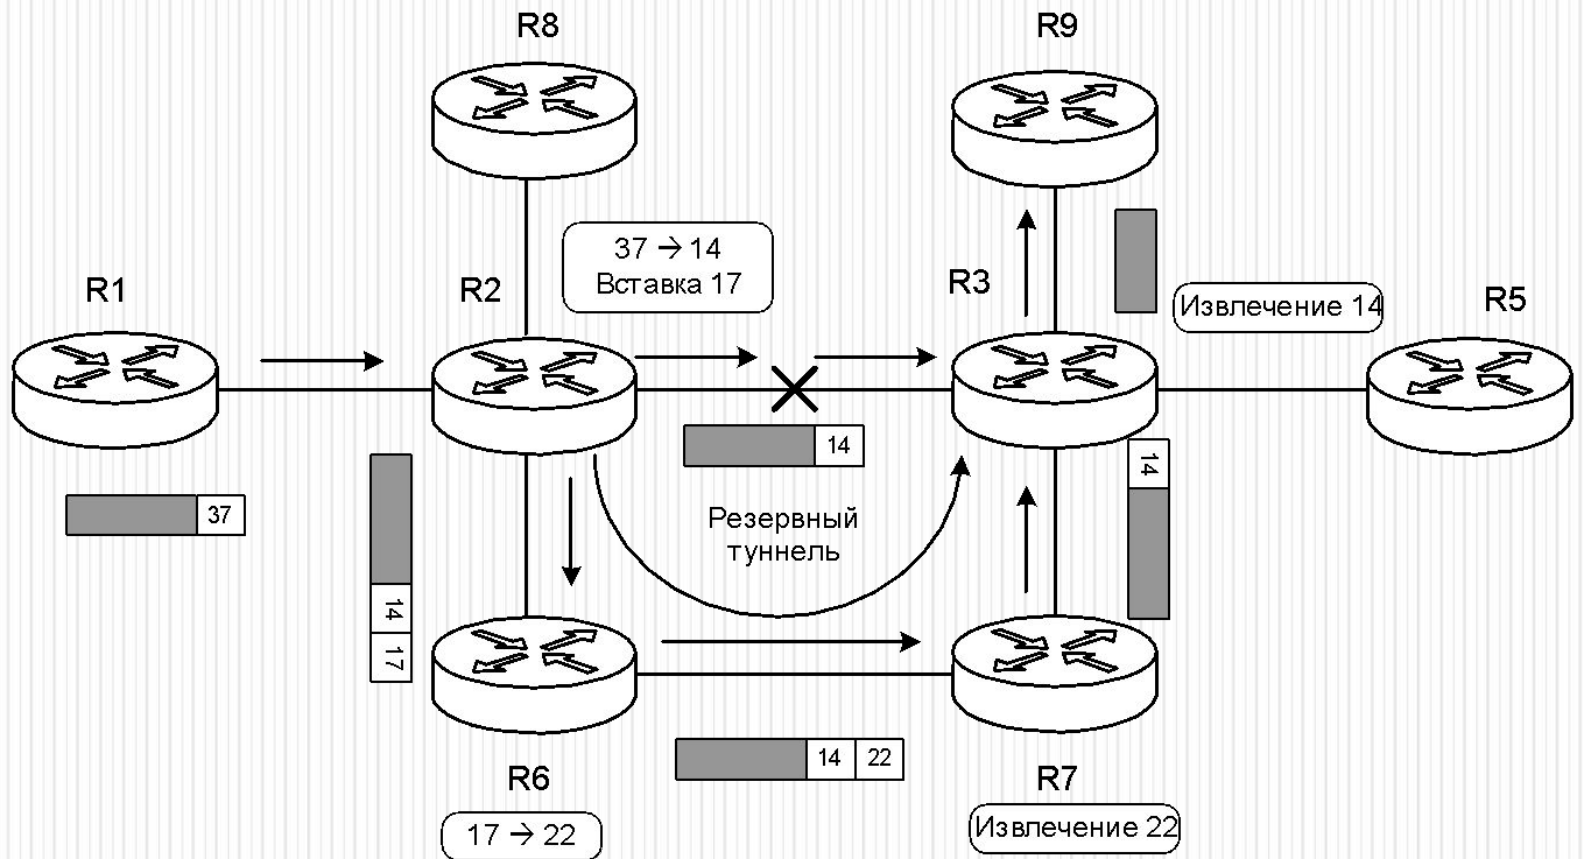 R8
R9
37 → 14
Вставка 17
R1
R2
R3
Извлечение 14
R5
14
14
37
Резервный
туннель
14
17
14 22
R6
R7
17 → 22
Извлечение 22